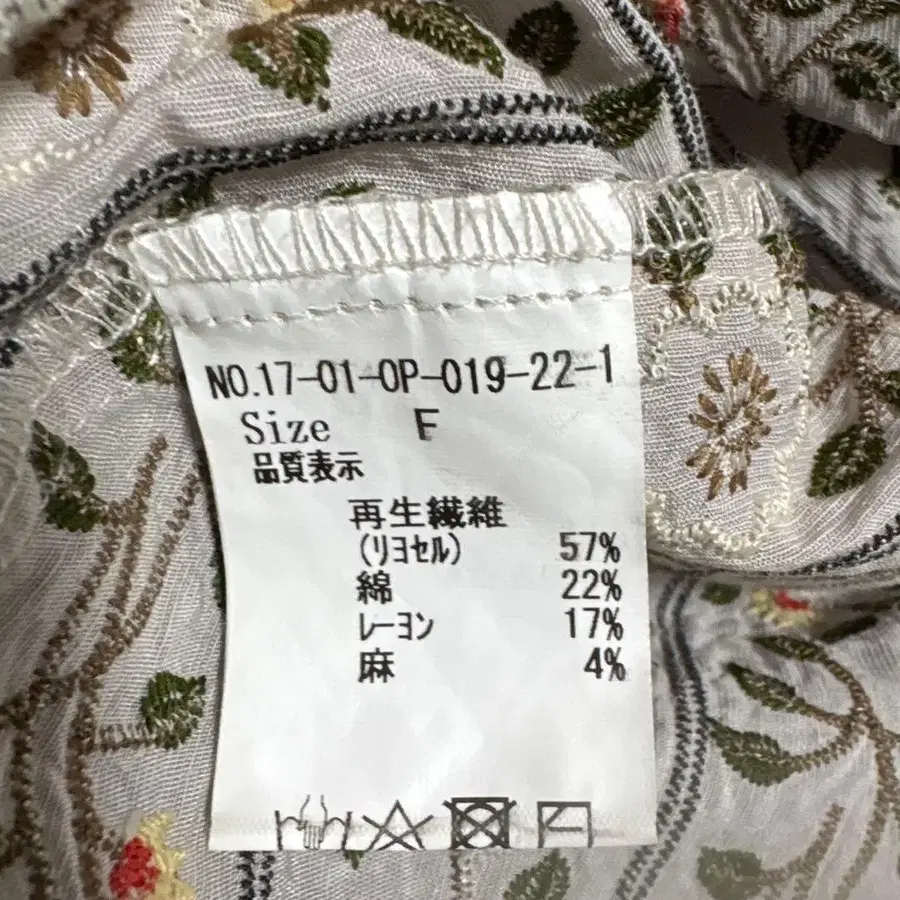 NO.17-01-OP-019-22-1
Size F
品質表示
再生繊維
(ﾘﾖｾﾙ) 57%
綿 22%
ﾚｰﾖﾝ 17%
麻 4%